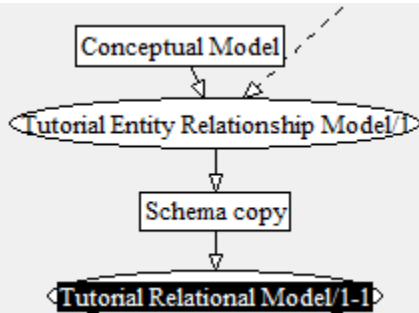 Conceptual Model
Tutorial Entity Relationship Model/1
Schema copy
Tutorial Relational Model/1-1